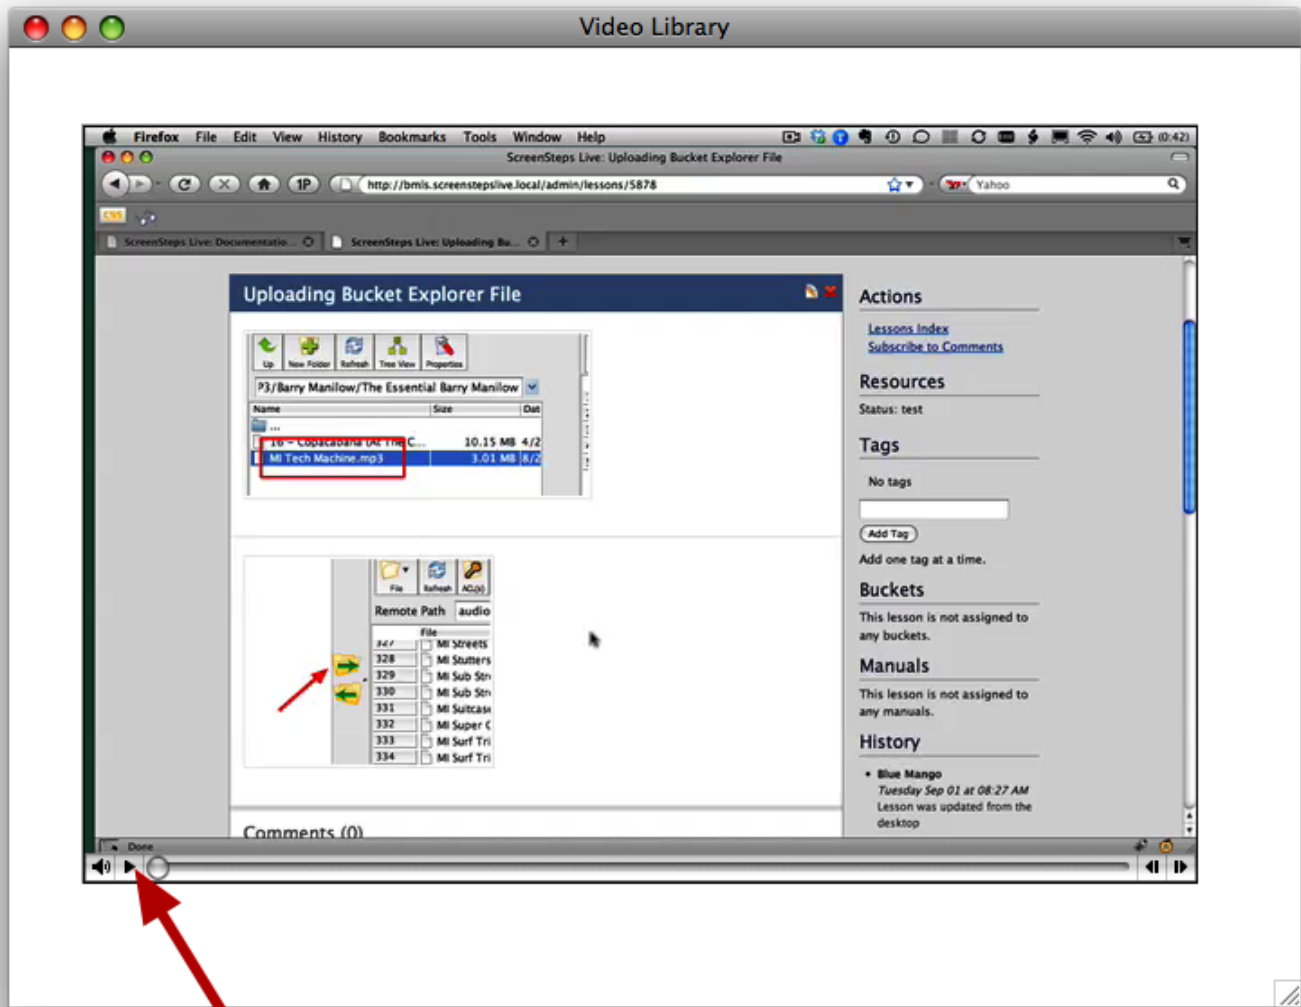 Video Library
Firefox File Edit View History Bookmarks Tools Window Help (0:42)
ScreenSteps Live: Uploading Bucket Explorer File
1P http://bmls.screenstepslive.local/admin/lessons/5878 Yahoo
CSS
ScreenSteps Live: Documentatio... ScreenSteps Live: Uploading Bu...
Uploading Bucket Explorer File
Up New Folder Refresh Tree View Properties
P3/Barry Manilow/The Essential Barry Manilow
Name Size Dat
...
16 - Copacabana (At The C... 10.15 MB 4/2
MI Tech Machine.mp3 3.01 MB 8/2
File Refresh ACL(s)
Remote Path audio
File
327 MI Streets
328 MI Stutters
329 MI Sub Str
330 MI Sub Str
331 MI Suitcase
332 MI Super C
333 MI Surf Tri
334 MI Surf Tri
Comments (0)
Actions
Lessons Index
Subscribe to Comments
Resources
Status: test
Tags
No tags
Add Tag
Add one tag at a time.
Buckets
This lesson is not assigned to
any buckets.
Manuals
This lesson is not assigned to
any manuals.
History
• Blue Mango
Tuesday Sep 01 at 08:27 AM
Lesson was updated from the
desktop
Done